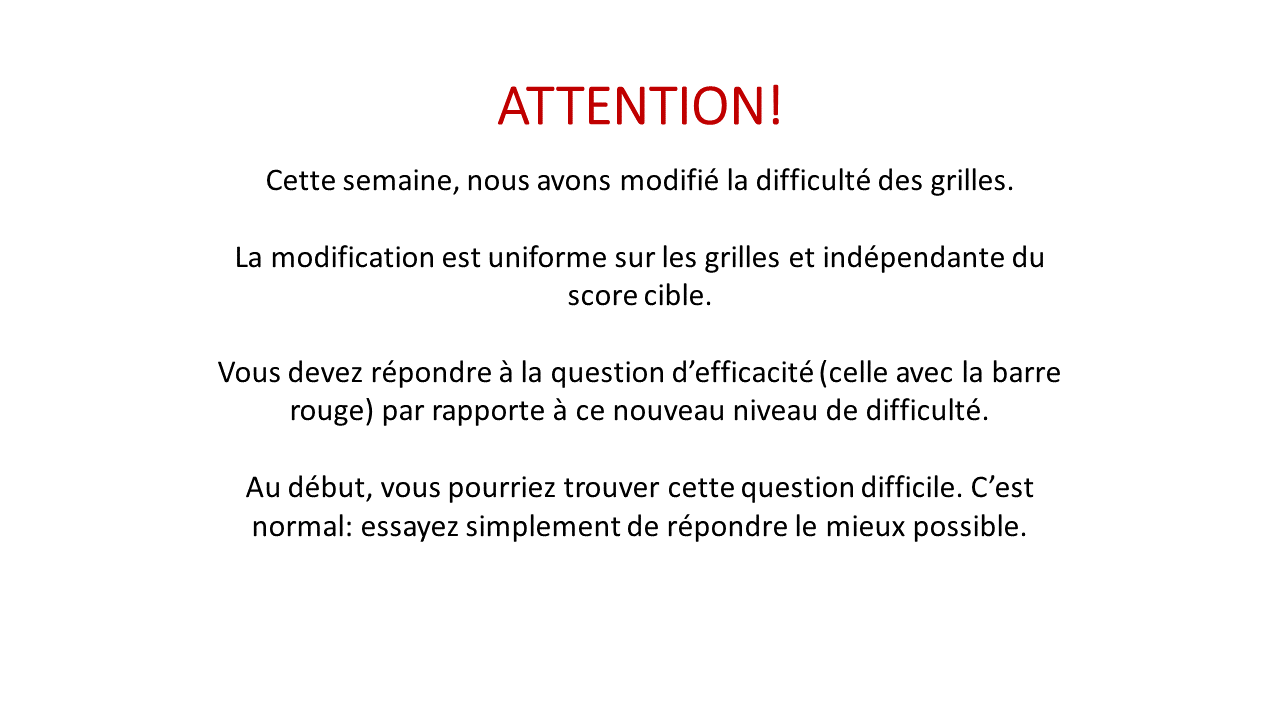 ATTENTION!
Cette semaine, nous avons modifié la difficulté des grilles.
La modification est uniforme sur les grilles et indépendante du
score cible.
Vous devez répondre à la question d’efficacité (celle avec la barre
rouge) par rapporte à ce nouveau niveau de difficulté.
Au début, vous pourriez trouver cette question difficile. C’est
normal: essayez simplement de répondre le mieux possible.